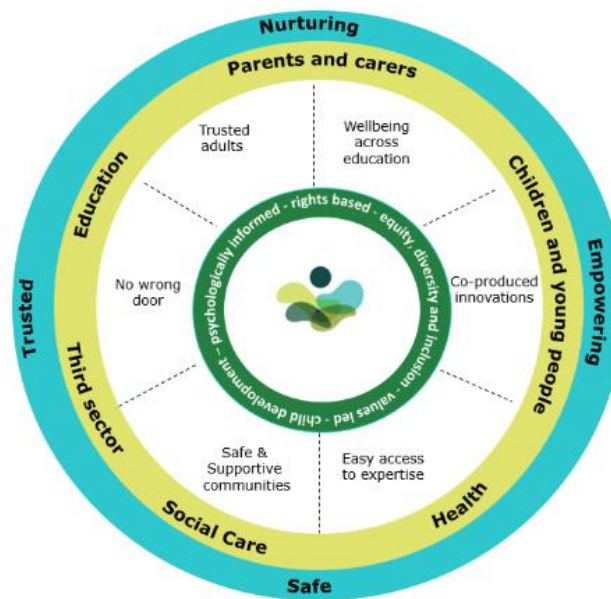 Nurturing
Empowering
Safe
Trusted
Parents and carers
Children and young people
Health
Social Care
Third sector
Education
Trusted
adults
Wellbeing
across
education
Co-produced
innovations
Easy access
to expertise
Safe &
Supportive
communities
No wrong
door
psychologically informed - rights based - equity, diversity and inclusion - values led - child development –